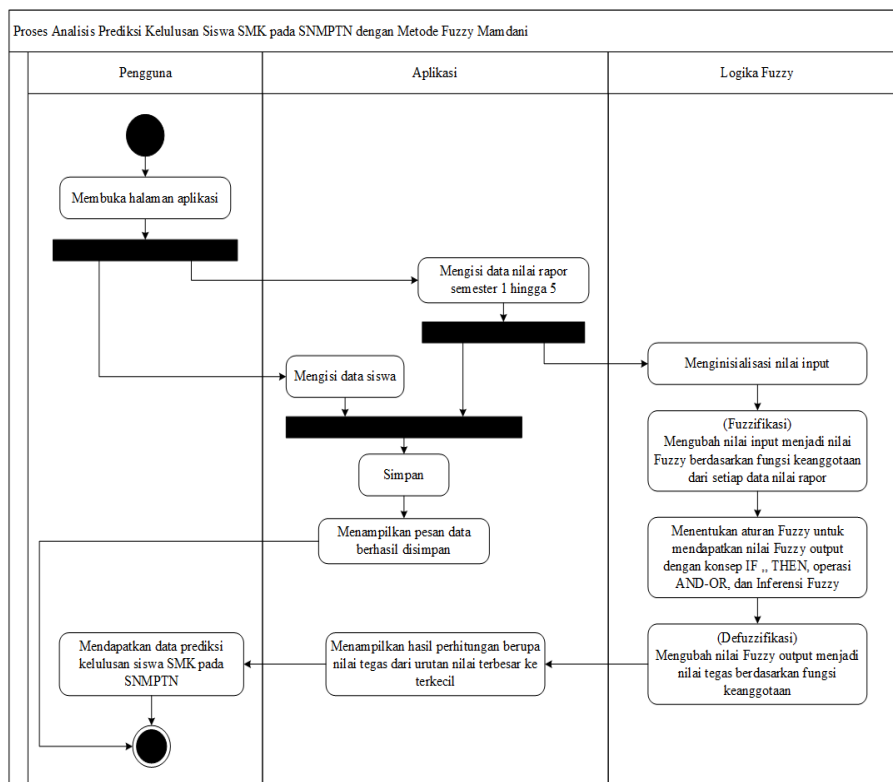 Proses Analisis Prediksi Kelulusan Siswa SMK pada SNMPTN dengan Metode Fuzzy Mamdani
Pengguna
Aplikasi
Logika Fuzzy
Membuka halaman aplikasi
Mengisi data nilai rapor
semester 1 hingga 5
Menginisialisasi nilai input
Mengisi data siswa
(Fuzzifikasi)
Mengubah nilai input menjadi nilai
Fuzzy berdasarkan fungsi keanggotaan
dari setiap data nilai rapor
Simpan
Menampilkan pesan data
berhasil disimpan
Menentukan aturan Fuzzy untuk
mendapatkan nilai Fuzzy output
dengan konsep IF ,, THEN, operasi
AND-OR, dan Inferensi Fuzzy
Mendapatkan data prediksi
kelulusan siswa SMK pada
SNMPTN
Menampilkan hasil perhitungan berupa
nilai tegas dari urutan nilai terbesar ke
terkecil
(Defuzzifikasi)
Mengubah nilai Fuzzy output menjadi
nilai tegas berdasarkan fungsi
keanggotaan